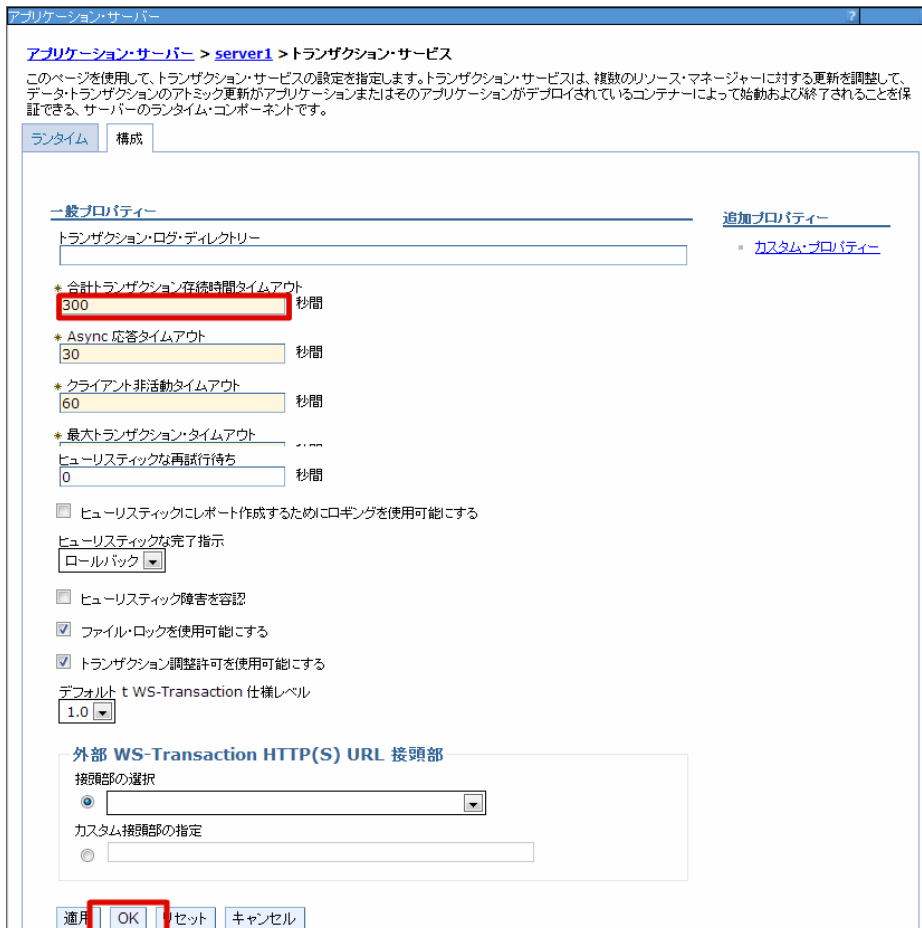 アプリケーション・サーバー
?
アプリケーション・サーバー > server1 > トランザクション・サービス
このページを使用して、トランザクション・サービスの設定を指定します。トランザクション・サービスは、複数のリソース・マネージャーに対する更新を調整して、
データ・トランザクションのアトミック更新がアプリケーションまたはそのアプリケーションがデプロイされているコンテナーによって始動および終了されることを保
証できる、サーバーのランタイム・コンポーネントです。
ランタイム 構成
一般プロパティー
追加プロパティー
トランザクション・ログ・ディレクトリー
カスタム・プロパティー
* 合計トランザクション存続時間タイムアウト
300 秒間
* Async 応答タイムアウト
30 秒間
* クライアント非活動タイムアウト
60 秒間
* 最大トランザクション・タイムアウト
ヒューリスティックな再試行待ち
0 秒間
ヒューリスティックにレポート作成するためにロギングを使用可能にする
ヒューリスティックな完了指示
ロールバック
ヒューリスティック障害を容認
ファイル・ロックを使用可能にする
トランザクション調整許可を使用可能にする
デフォルト t WS-Transaction 仕様レベル
1.0
外部 WS-Transaction HTTP(S) URL 接頭部
接頭部の選択
カスタム接頭部の指定
適用 OK リセット キャンセル